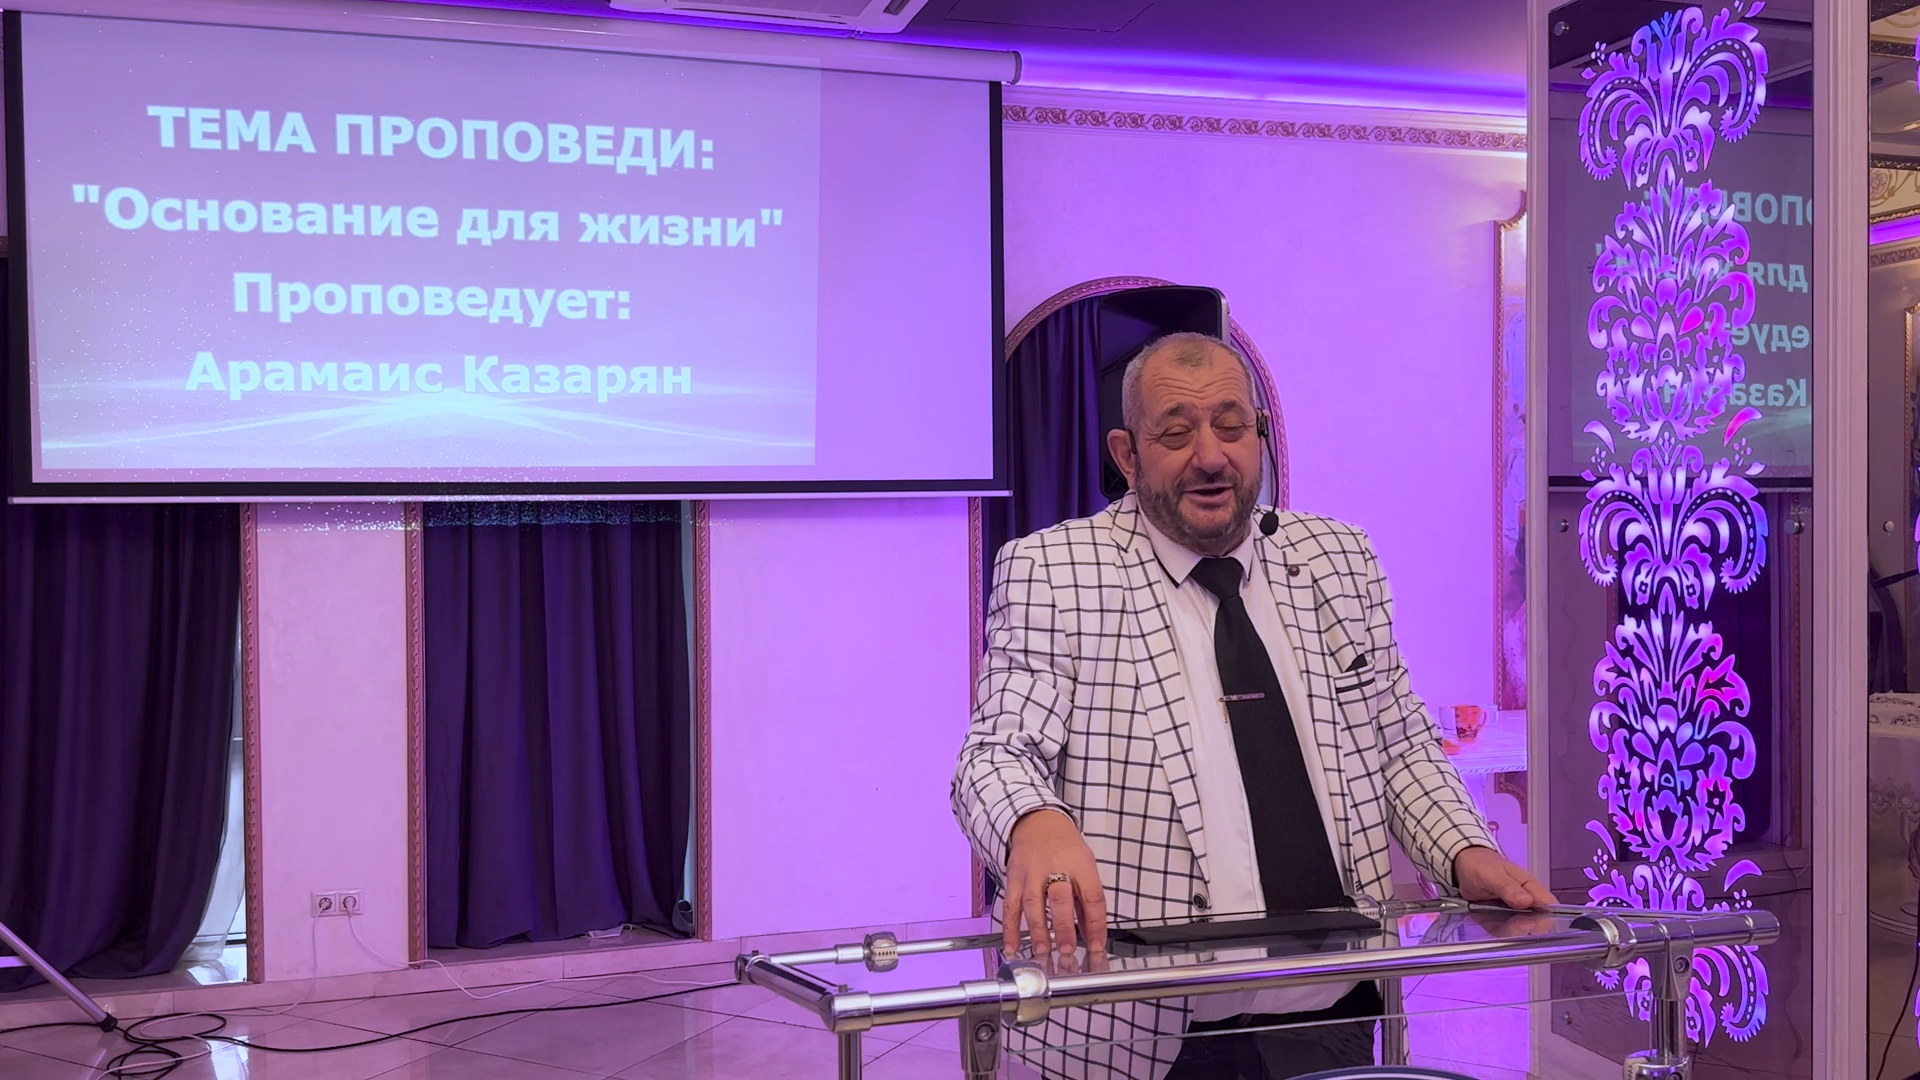 ТЕМА ПРОПОВЕДИ:
"Основание для жизни"
Проповедует:
Арамаис Казарян